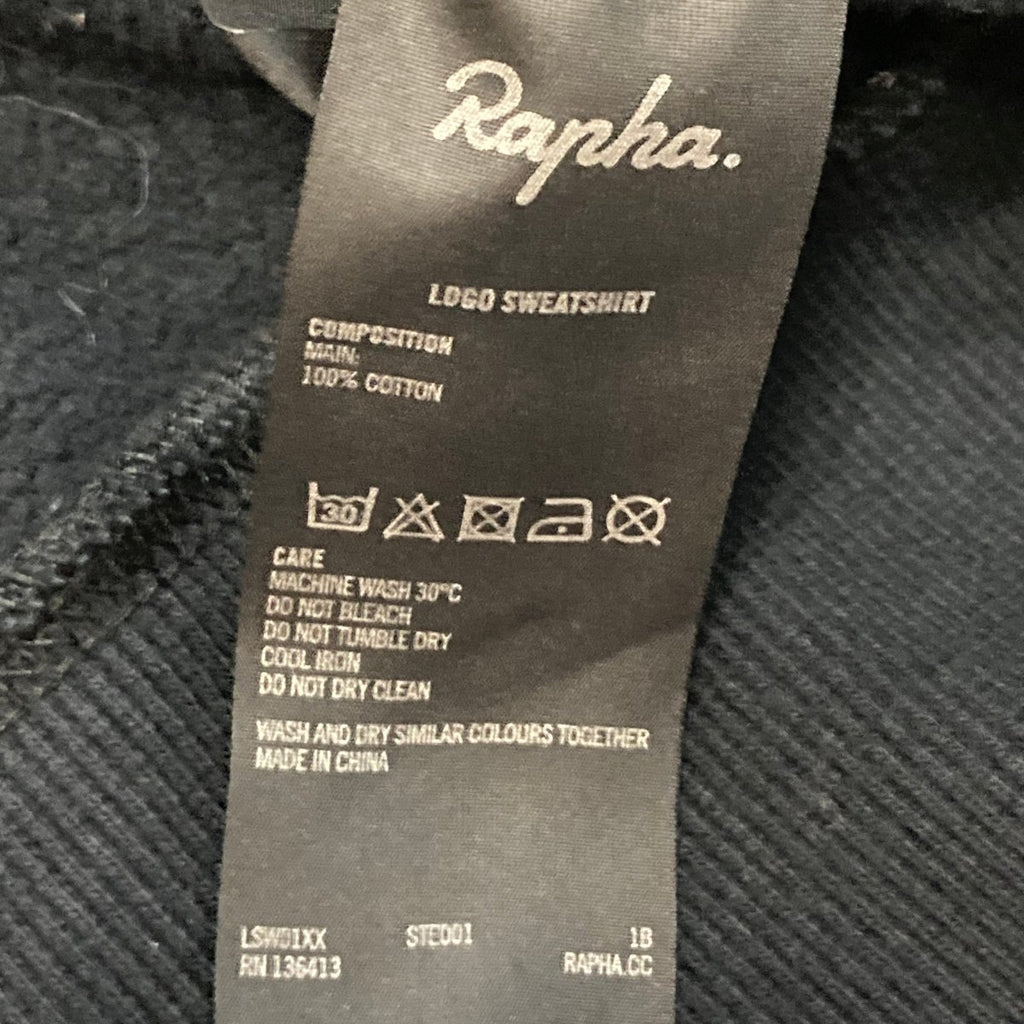 Rapha.
LOGO SWEATSHIRT
COMPOSITION
MAIN:
100% COTTON
30
CARE
MACHINE WASH 30°C
DO NOT BLEACH
DO NOT TUMBLE DRY
COOL IRON
DO NOT DRY CLEAN
WASH AND DRY SIMILAR COLOURS TOGETHER
MADE IN CHINA
LSW01XX STE001 1B
RN 136413 RAPHA.CC